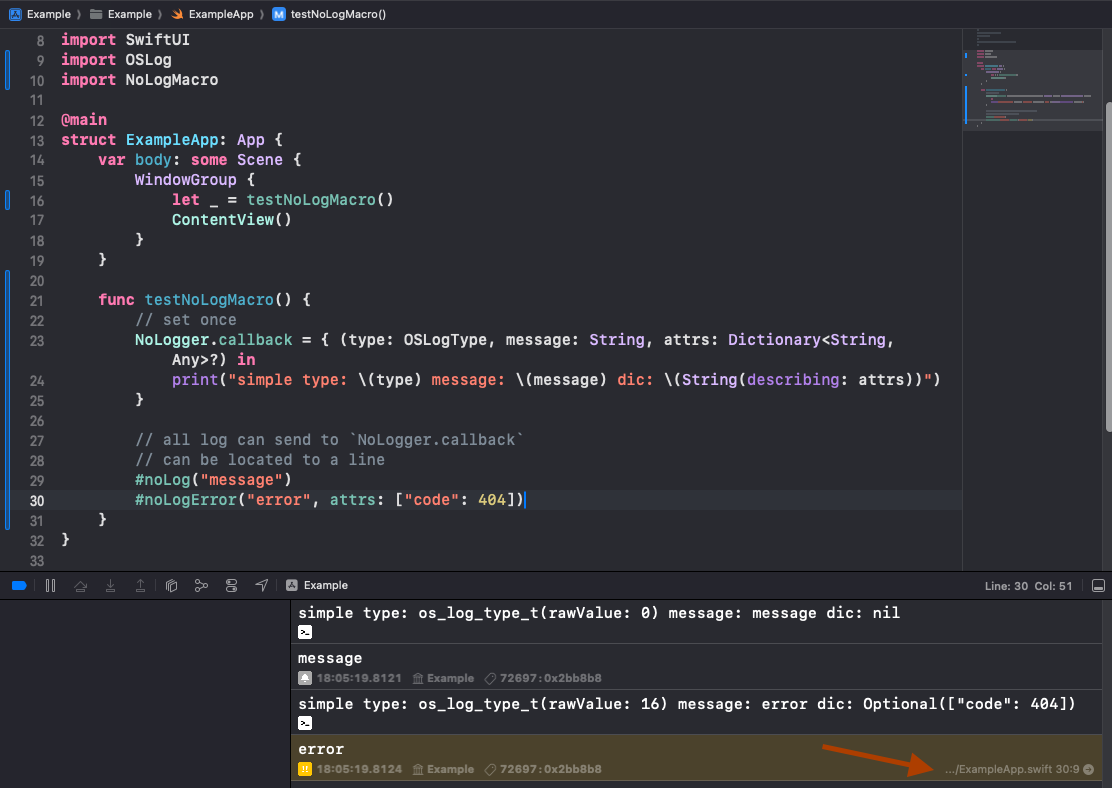 Example 〉 Example 〉 ExampleApp 〉 M testNoLogMacro()
8 import SwiftUI
9 import OSLog
10 import NoLogMacro
11
12 @main
13 struct ExampleApp: App {
14 var body: some Scene {
15 WindowGroup {
16 let _ = testNoLogMacro()
17 ContentView()
18 }
19 }
20
21 func testNoLogMacro() {
22 // set once
23 NoLogger.callback = { (type: OSLogType, message: String, attrs: Dictionary<String,
Any>?) in
24 print("simple type: \(type) message: \(message) dic: \(String(describing: attrs))")
25 }
26
27 // all log can send to `NoLogger.callback`
28 // can be located to a line
29 #noLog("message")
30 #noLogError("error", attrs: ["code": 404])
31 }
32 }
33
Example Line: 30 Col: 51
simple type: os_log_type_t(rawValue: 0) message: message dic: nil
message
18:05:19.8121 Example 72697:0x2bb8b8
simple type: os_log_type_t(rawValue: 16) message: error dic: Optional(["code": 404])
error
!! 18:05:19.8124 Example 72697:0x2bb8b8 .../ExampleApp.swift 30:9